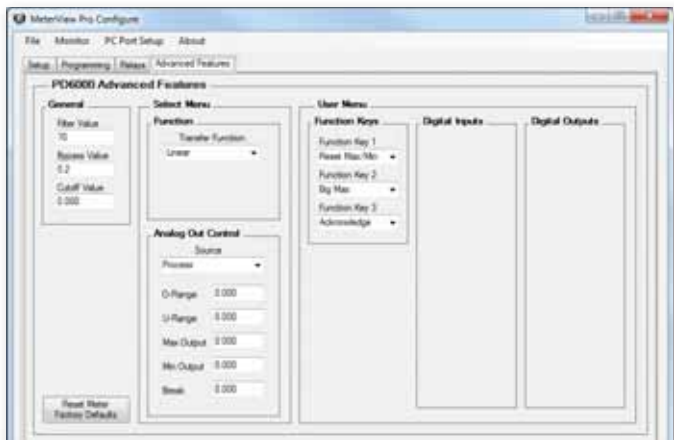 MeterView Pro Configure
File Monitor PC Port Setup About
Setup Programming Relays Advanced Features
PD6000 Advanced Features
General
Filter Value
10
Bypass Value
0.2
Cutoff Value
0.000
Reset Meter
Factory Defaults
Select Menu
Function
Transfer Function
Linear
Analog Out Control
Source
Process
O-Range 0.000
U-Range 0.000
Max Output 0.000
Min Output 0.000
Break 0.000
User Menu
Function Keys
Function Key 1
Reset Max/Min
Function Key 2
Big Max
Function Key 3
Acknowledge
Digital Inputs
Digital Outputs